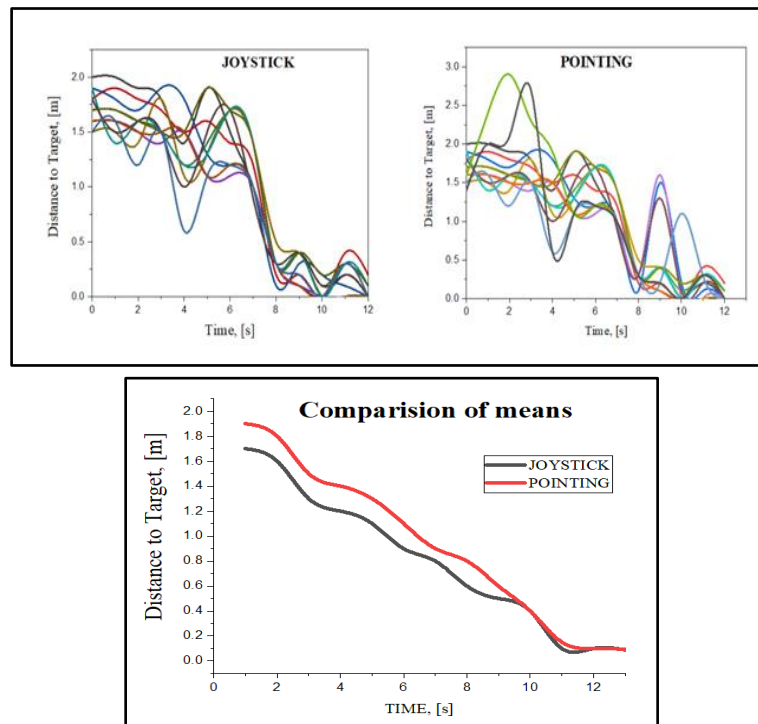 JOYSTICK
Distance to Target, [m]
2.0
1.5
1.0
0.5
0.0
0 2 4 6 8 10 12
Time, [s]
POINTING
Distance to Target, [m]
3.0
2.5
2.0
1.5
1.0
0.5
0.0
0 2 4 6 8 10 12
Time, [s]
Comparision of means
JOYSTICK
POINTING
Distance to Target, [m]
2.0
1.8
1.6
1.4
1.2
1.0
0.8
0.6
0.4
0.2
0.0
0 2 4 6 8 10 12
TIME, [s]